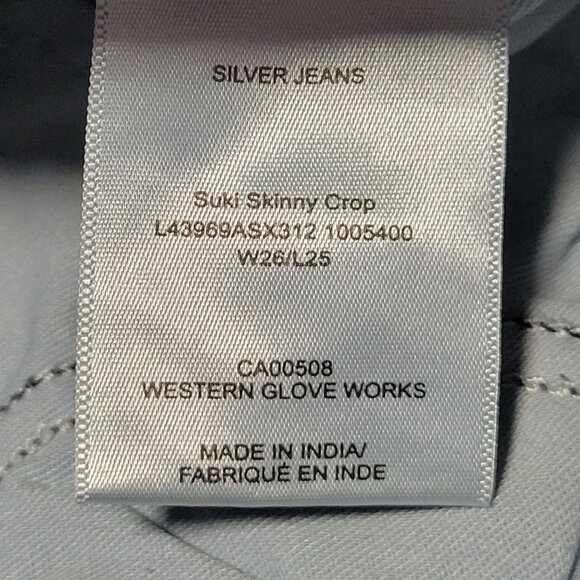 SILVER JEANS
Suki Skinny Crop
L43969ASX312 1005400
W26/L25
CA00508
WESTERN GLOVE WORKS
MADE IN INDIA/
FABRIQUÉ EN INDE